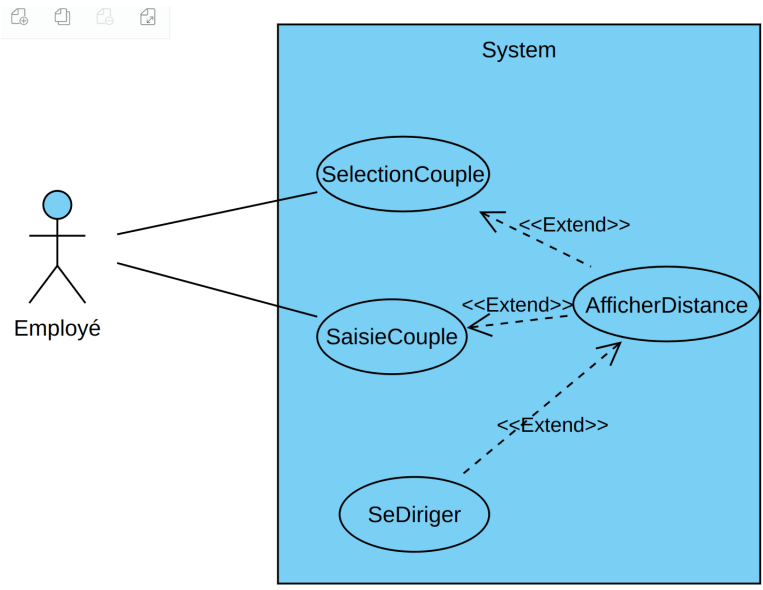 System
SelectionCouple
<<Extend>>
<<Extend>>
AfficherDistance
Employé
SaisieCouple
<<Extend>>
SeDiriger